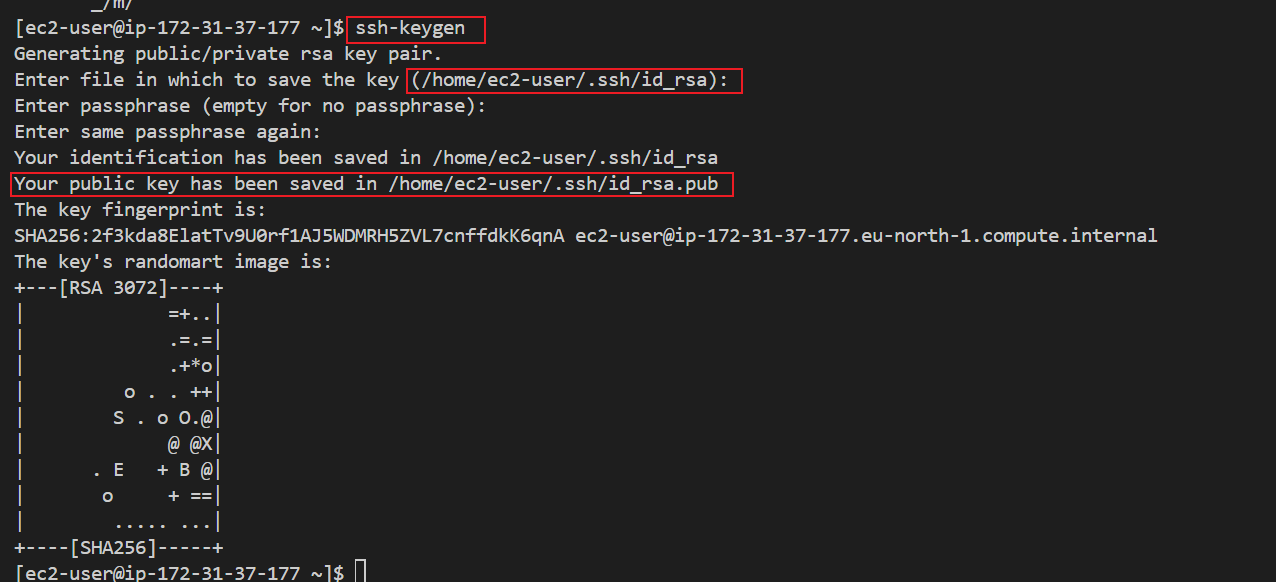 _/m/
[ec2-user@ip-172-31-37-177 ~]$ ssh-keygen
Generating public/private rsa key pair.
Enter file in which to save the key (/home/ec2-user/.ssh/id_rsa):
Enter passphrase (empty for no passphrase):
Enter same passphrase again:
Your identification has been saved in /home/ec2-user/.ssh/id_rsa
Your public key has been saved in /home/ec2-user/.ssh/id_rsa.pub
The key fingerprint is:
SHA256:2f3kda8ElatTv9U0rf1AJ5WDMRH5ZVL7cnffdkK6qnA ec2-user@ip-172-31-37-177.eu-north-1.compute.internal
The key's randomart image is:
+---[RSA 3072]----+
|             =+..|
|             .=.=|
|             .+*o|
|         o . . ++|
|        S . o O.@|
|             @ @X|
|      . E   + B @|
|       o     + ==|
|        ..... ...|
+----[SHA256]-----+
[ec2-user@ip-172-31-37-177 ~]$